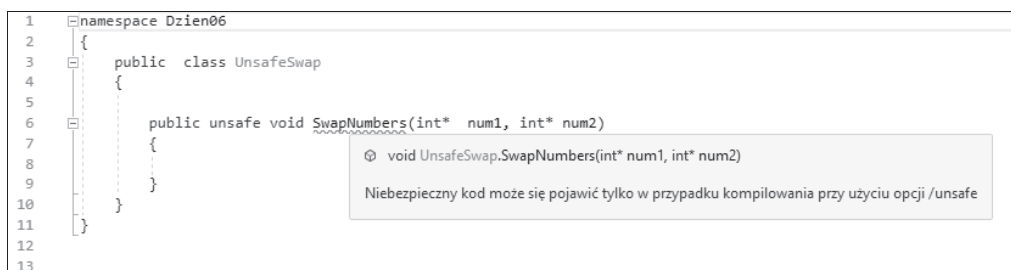 1 namespace Dzien06
2 {
3 public class UnsafeSwap
4 {
5
6 public unsafe void SwapNumbers(int* num1, int* num2)
7 {
void UnsafeSwap.SwapNumbers(int* num1, int* num2)
8
9 }
Niebezpieczny kod może się pojawić tylko w przypadku kompilowania przy użyciu opcji /unsafe
10 }
11 }
12
13